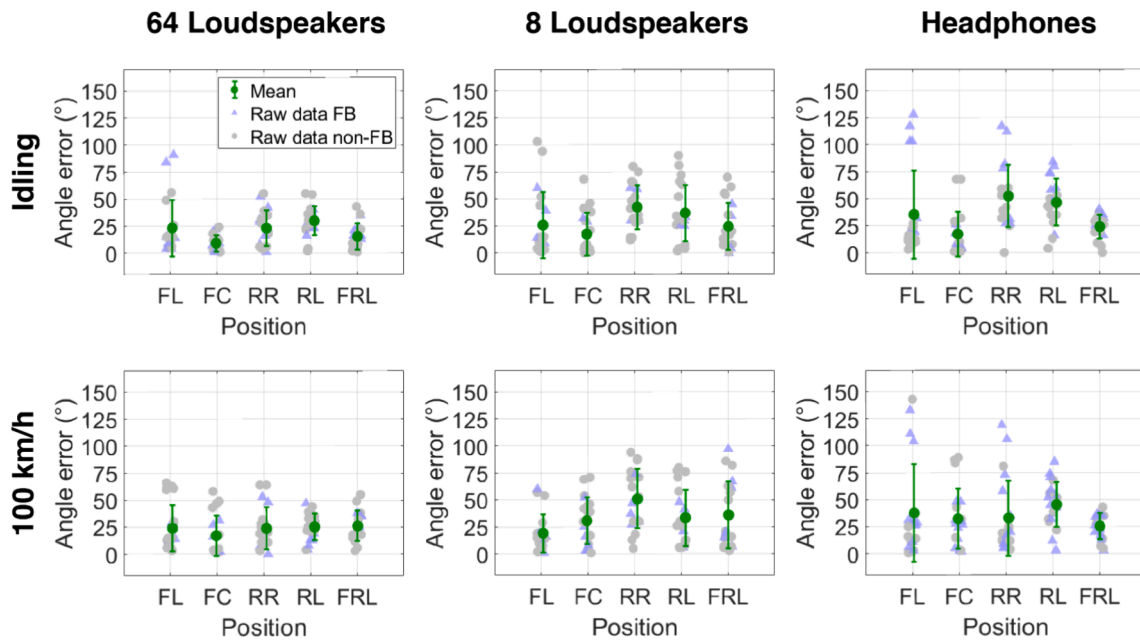 64 Loudspeakers
8 Loudspeakers
Headphones
Idling
Angle error (°)
150
125
100
75
50
25
0
Mean
Raw data FB
Raw data non-FB
FL FC RR RL FRL
Position
Angle error (°)
150
125
100
75
50
25
0
FL FC RR RL FRL
Position
Angle error (°)
150
125
100
75
50
25
0
FL FC RR RL FRL
Position
100 km/h
Angle error (°)
150
125
100
75
50
25
0
FL FC RR RL FRL
Position
Angle error (°)
150
125
100
75
50
25
0
FL FC RR RL FRL
Position
Angle error (°)
150
125
100
75
50
25
0
FL FC RR RL FRL
Position